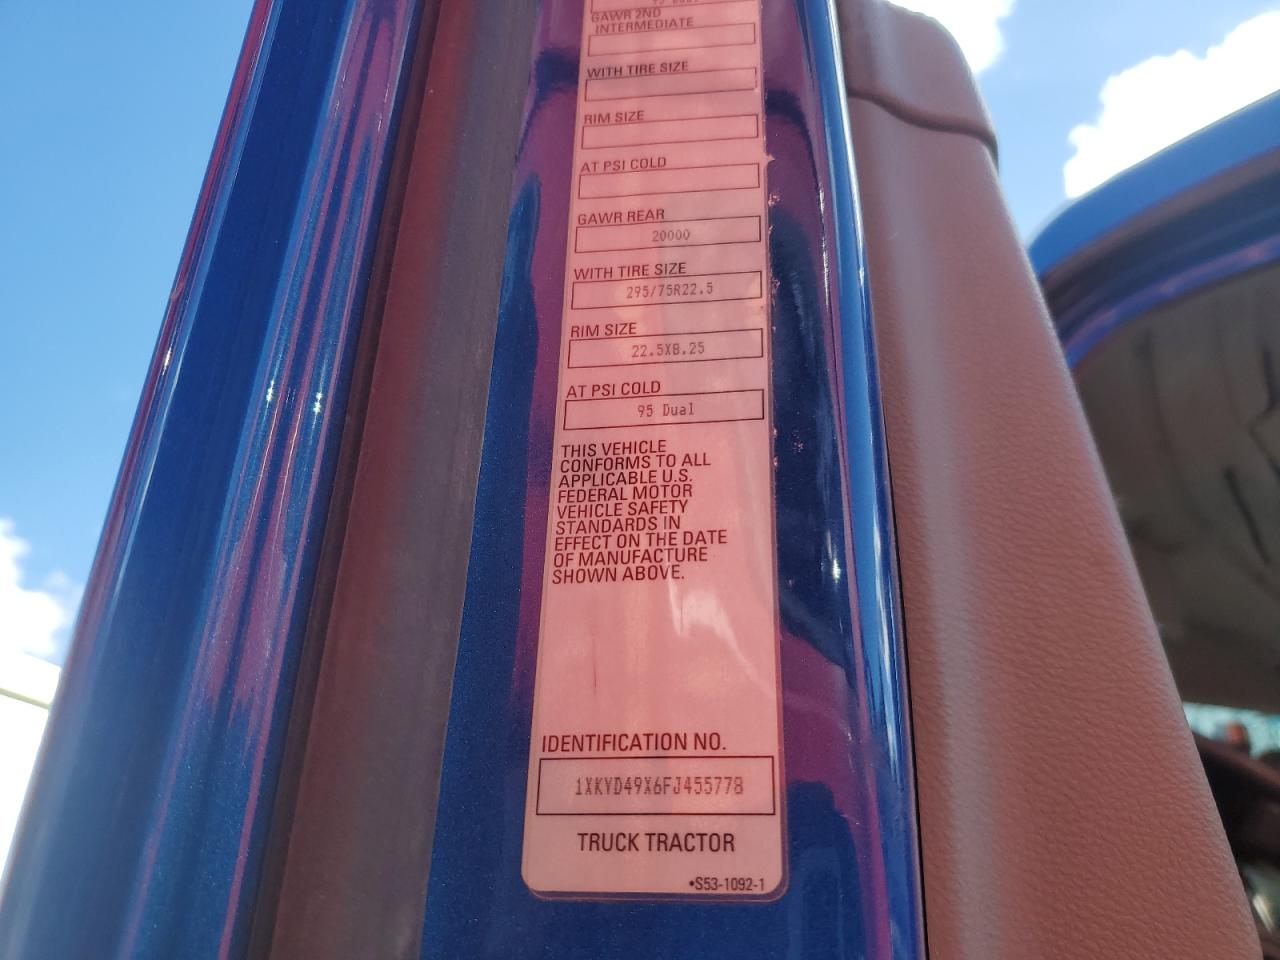 GAWR 2ND
INTERMEDIATE
WITH TIRE SIZE
RIM SIZE
AT PSI COLD
GAWR REAR
20000
WITH TIRE SIZE
295/75R22.5
RIM SIZE
22.5X8.25
AT PSI COLD
95 Dual
THIS VEHICLE
CONFORMS TO ALL
APPLICABLE U.S.
FEDERAL MOTOR
VEHICLE SAFETY
STANDARDS IN
EFFECT ON THE DATE
OF MANUFACTURE
SHOWN ABOVE.
IDENTIFICATION NO.
1XKYD49X6FJ455778
TRUCK TRACTOR
•S53-1092-1